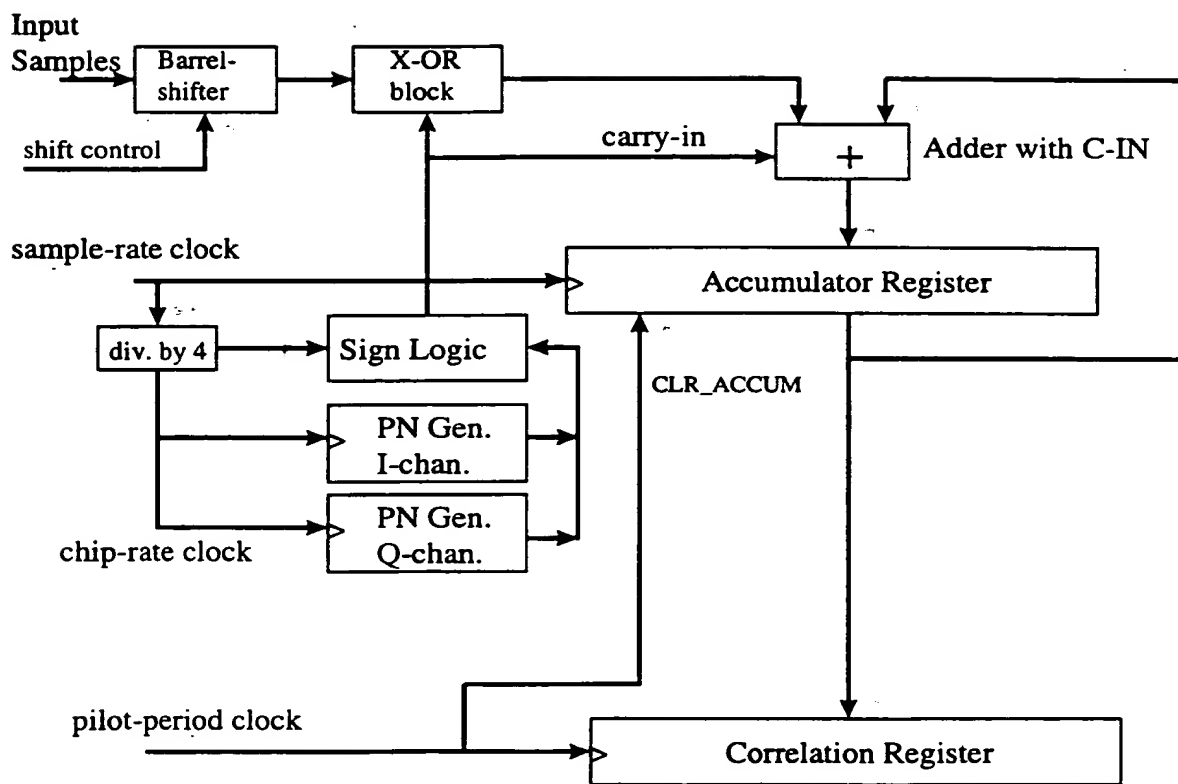 Input
Samples
Barrel-
shifter
X-OR
block
shift control
carry-in
+
Adder with C-IN
sample-rate clock
Accumulator Register
div. by 4
Sign Logic
CLR_ACCUM
PN Gen.
I-chan.
PN Gen.
Q-chan.
chip-rate clock
pilot-period clock
Correlation Register